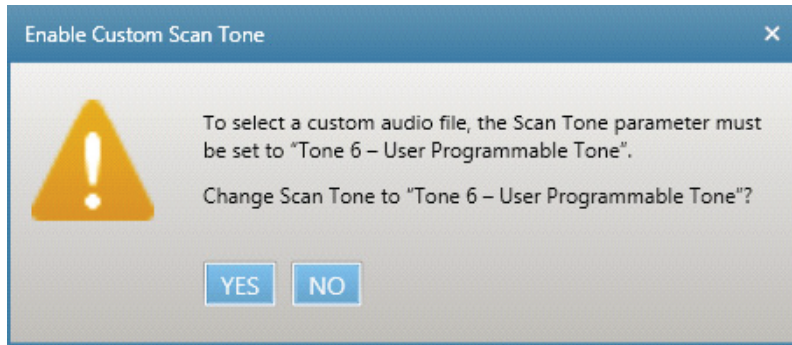 Enable Custom Scan Tone
To select a custom audio file, the Scan Tone parameter must
be set to “Tone 6 – User Programmable Tone”.
Change Scan Tone to “Tone 6 – User Programmable Tone”?
YES NO